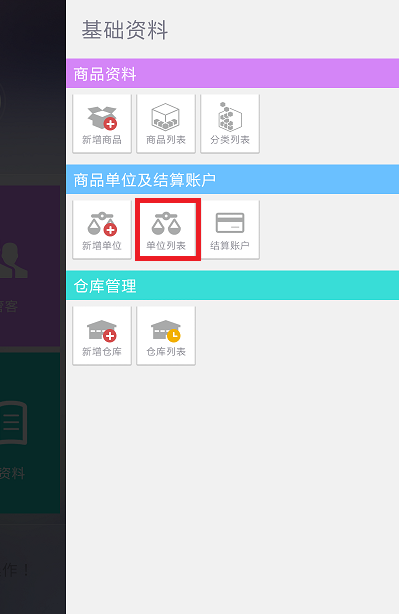 基础资料
商品资料
新增商品
商品列表
分类列表
商品单位及结算账户
新增单位
单位列表
结算账户
客
仓库管理
新增仓库
仓库列表
资料
作！